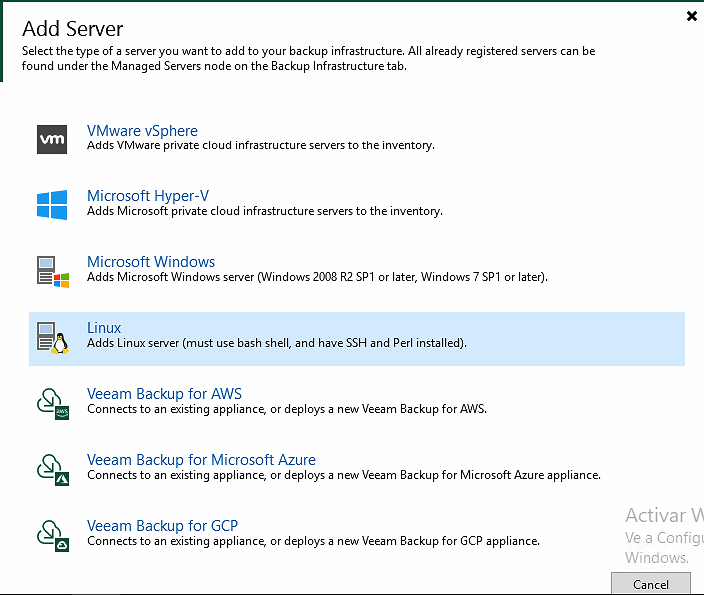 Add Server
Select the type of a server you want to add to your backup infrastructure. All already registered servers can be
found under the Managed Servers node on the Backup Infrastructure tab.
vm
VMware vSphere
Adds VMware private cloud infrastructure servers to the inventory.
Microsoft Hyper-V
Adds Microsoft private cloud infrastructure servers to the inventory.
Microsoft Windows
Adds Microsoft Windows server (Windows 2008 R2 SP1 or later, Windows 7 SP1 or later).
Linux
Adds Linux server (must use bash shell, and have SSH and Perl installed).
aws
Veeam Backup for AWS
Connects to an existing appliance, or deploys a new Veeam Backup for AWS.
Veeam Backup for Microsoft Azure
Connects to an existing appliance, or deploys a new Veeam Backup for Microsoft Azure appliance.
Veeam Backup for GCP
Connects to an existing appliance, or deploys a new Veeam Backup for GCP appliance.
Activar W
Ve a Configu
Windows.
Cancel